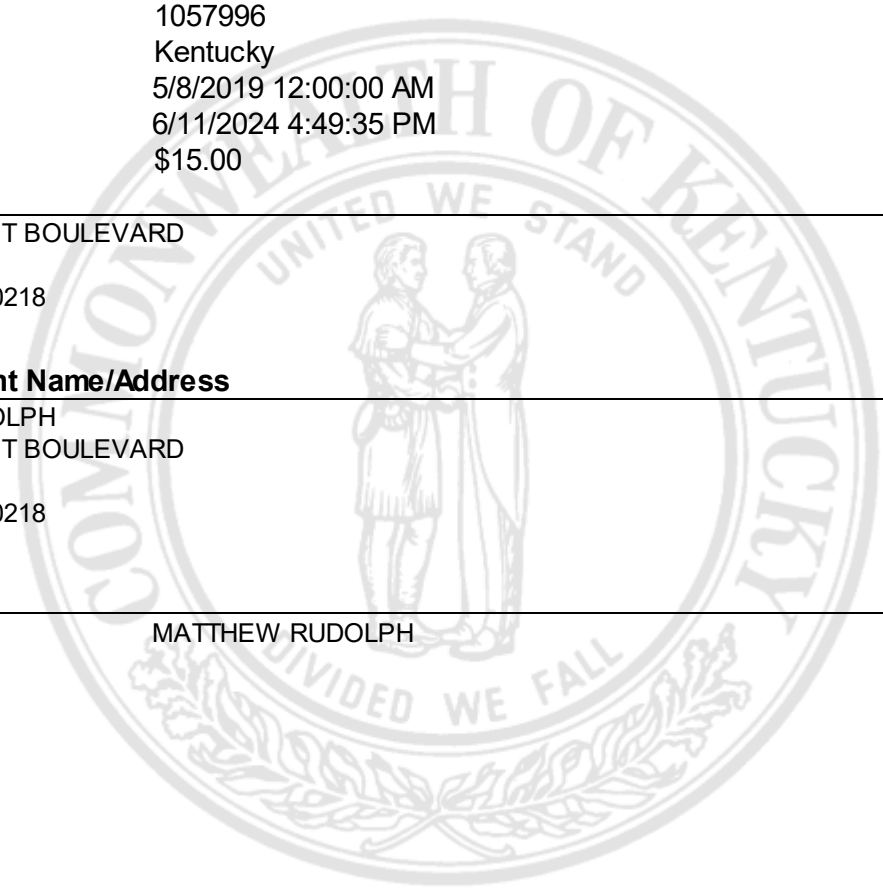 1057996
Kentucky
5/8/2019 12:00:00 AM
6/11/2024 4:49:35 PM
$15.00
COMMONWEALTH OF KENTUCKY
UNITED WE STAND
T BOULEVARD
0218
nt Name/Address
OLPH
T BOULEVARD
0218
MATTHEW RUDOLPH
DIVIDED WE FALL